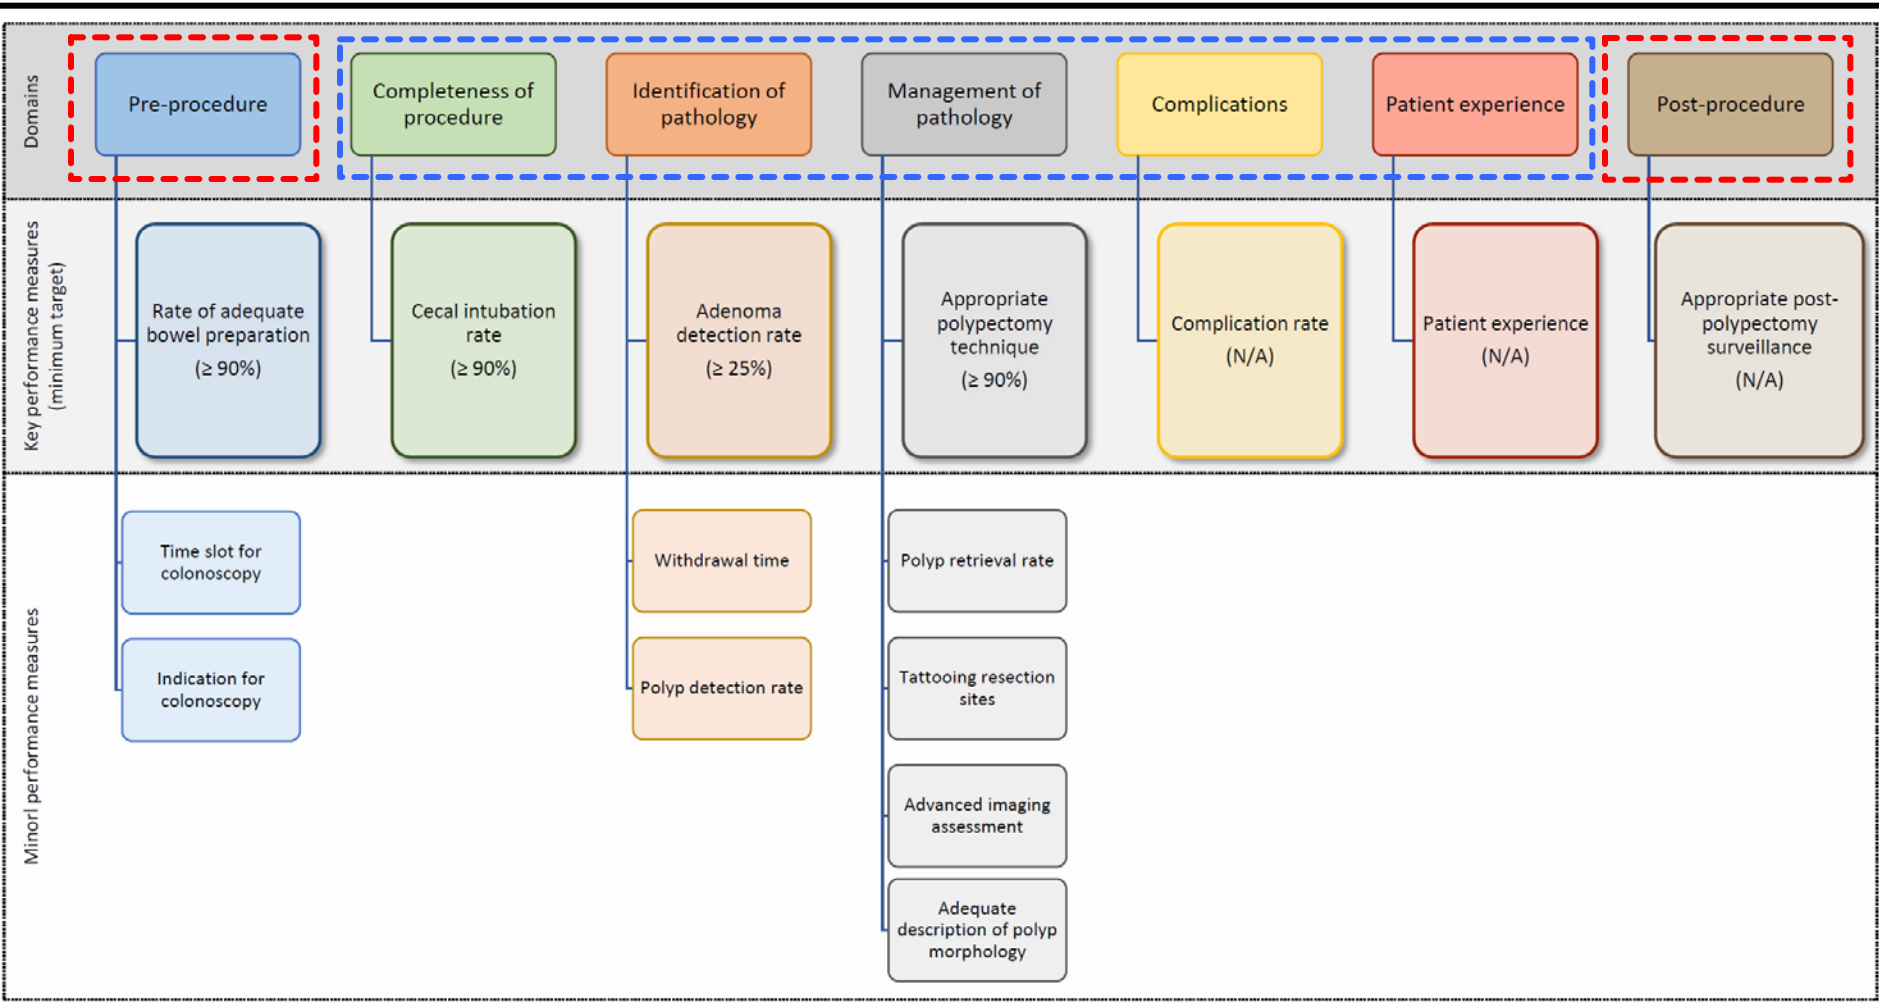 Domains
Pre-procedure
Completeness of
procedure
Identification of
pathology
Management of
pathology
Complications
Patient experience
Post-procedure
Key performance measures
(minimum target)
Rate of adequate
bowel preparation
(≥ 90%)
Cecal intubation
rate
(≥ 90%)
Adenoma
detection rate
(≥ 25%)
Appropriate
polypectomy
technique
(≥ 90%)
Complication rate
(N/A)
Patient experience
(N/A)
Appropriate post-
polypectomy
surveillance
(N/A)
Minorl performance measures
Time slot for
colonoscopy
Indication for
colonoscopy
Withdrawal time
Polyp detection rate
Polyp retrieval rate
Tattooing resection
sites
Advanced imaging
assessment
Adequate
description of polyp
morphology